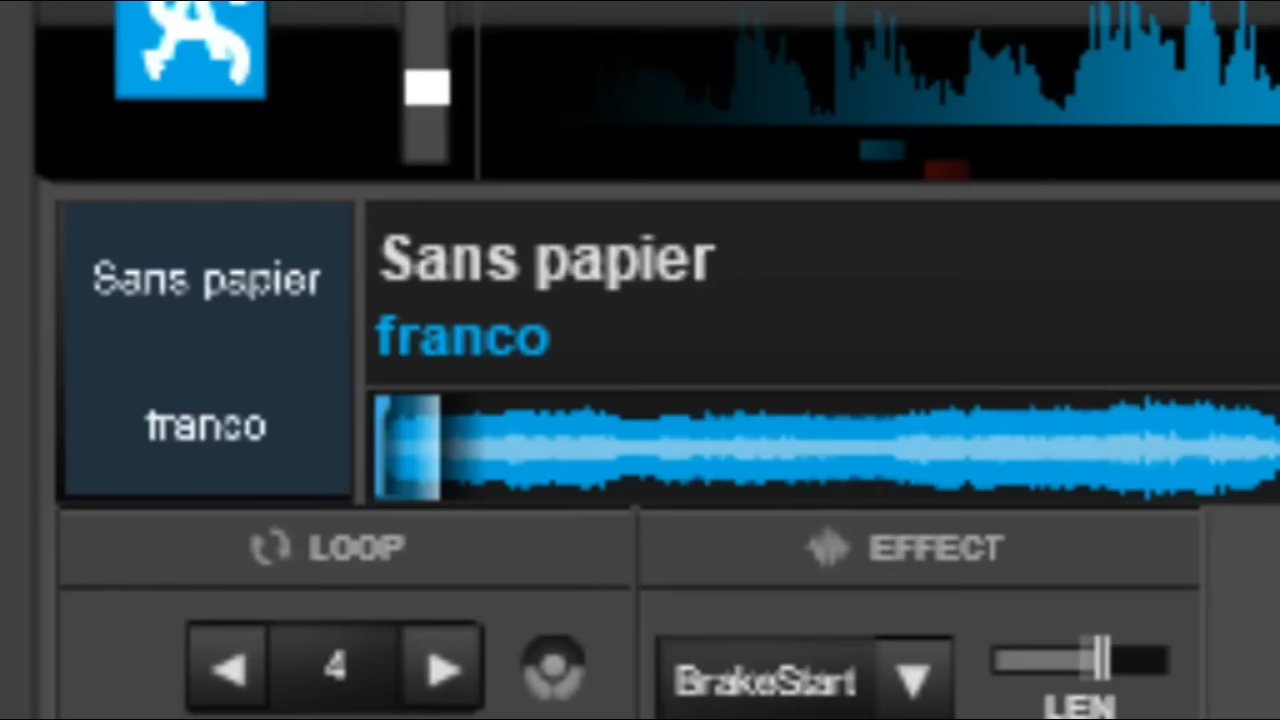 Sans papier
franco
Sans papier
franco
LOOP
EFFECT
4
BrakeStart
LEN